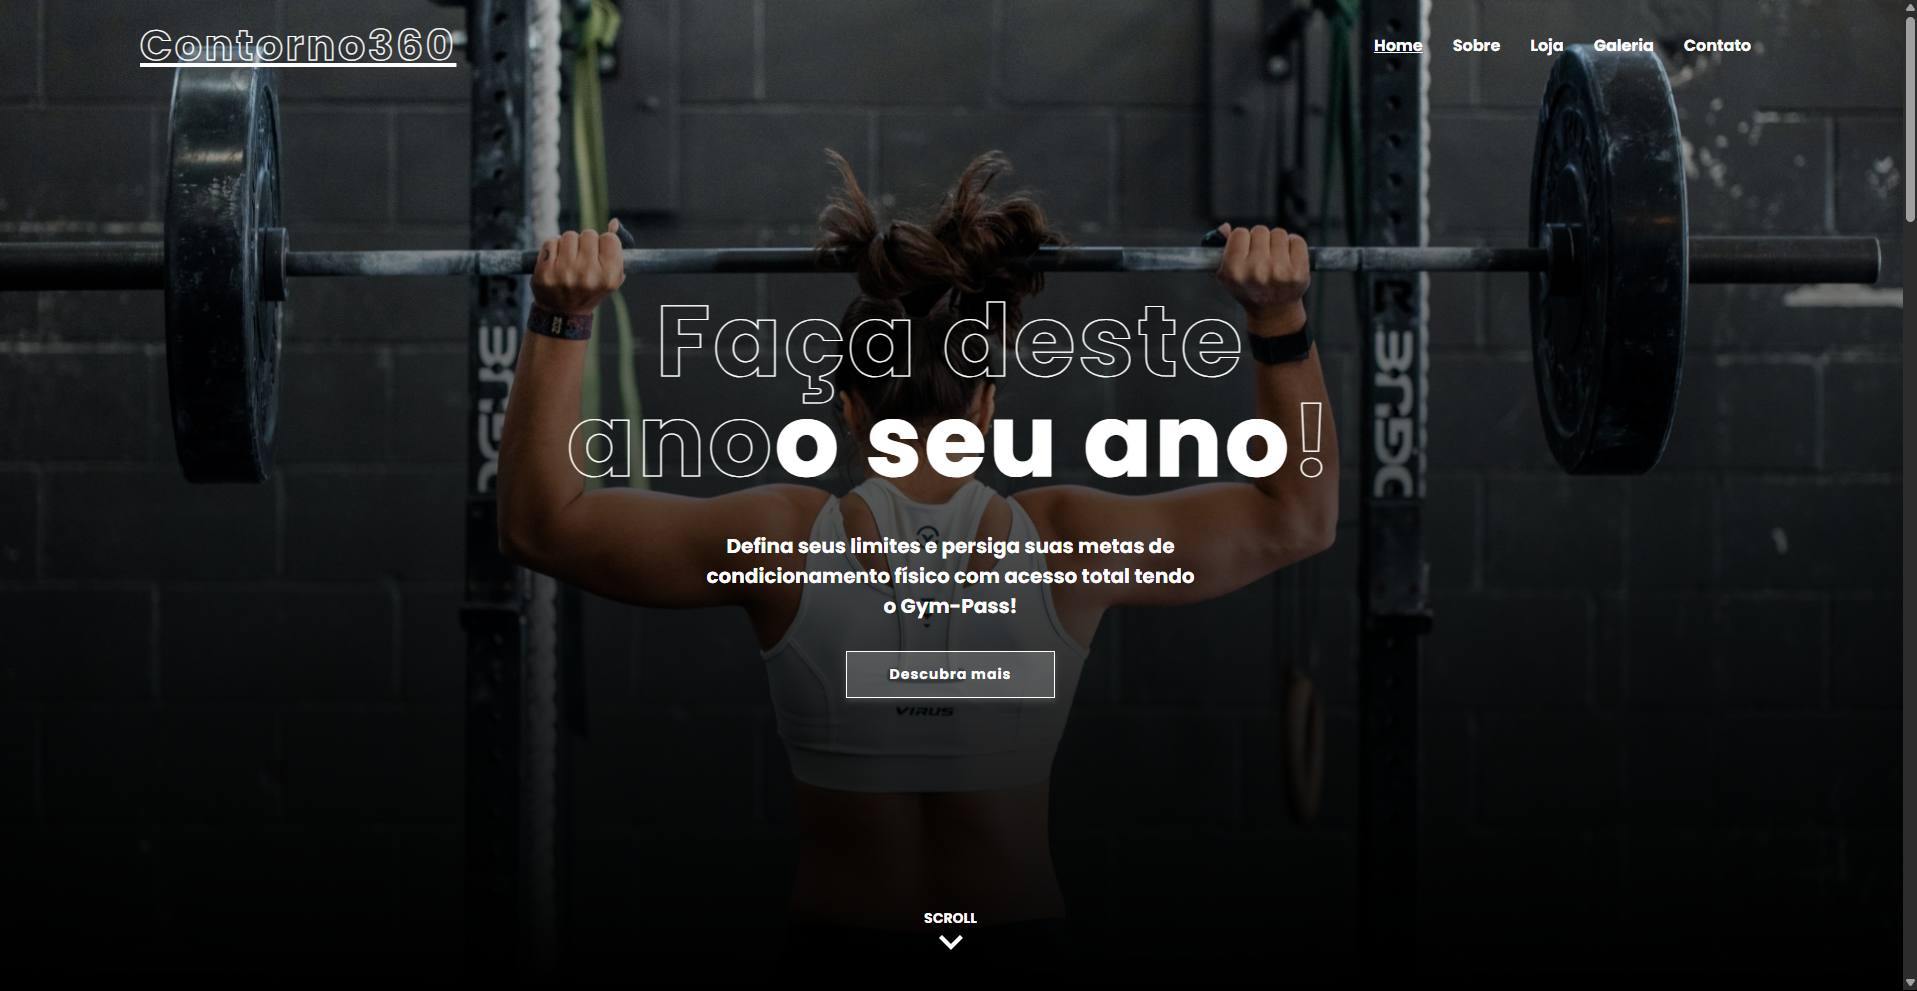 Contorno360
Home Sobre Loja Galeria Contato
Faça deste
anoo seu ano!
Defina seus limites e persiga suas metas de
condicionamento físico com acesso total tendo
o Gym-Pass!
Descubra mais
VIRUS
SCROLL